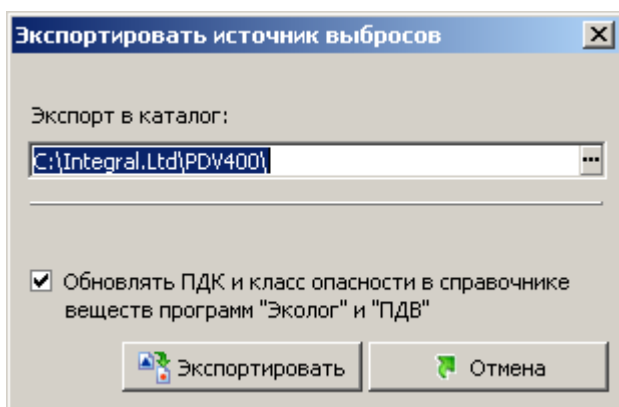 Экспортировать источник выбросов
Экспорт в каталог:
C:\Integral.Ltd\PDV400\
Обновлять ПДК и класс опасности в справочнике
веществ программ "Эколог" и "ПДВ"
Экспортировать Отмена